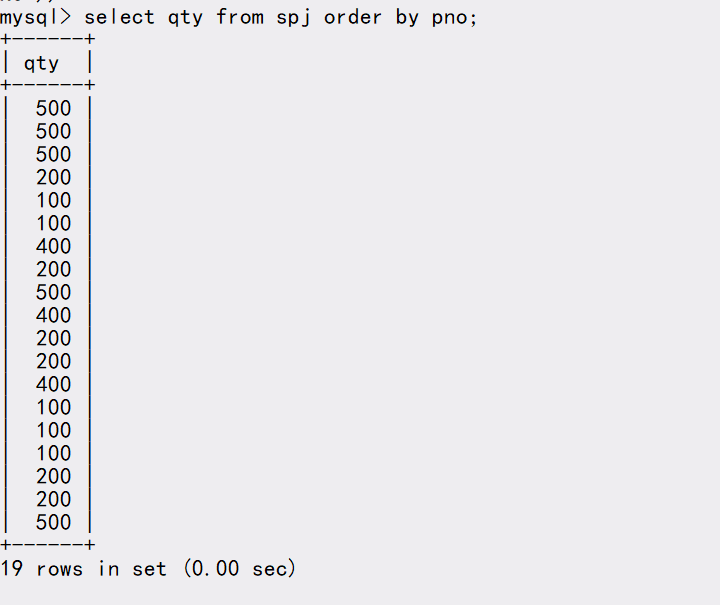 mysql> select qty from spj order by pno;
+------+
| qty  |
+------+
|  500 |
|  500 |
|  500 |
|  200 |
|  100 |
|  100 |
|  400 |
|  200 |
|  500 |
|  400 |
|  200 |
|  200 |
|  400 |
|  100 |
|  100 |
|  100 |
|  200 |
|  200 |
|  500 |
+------+
19 rows in set (0.00 sec)